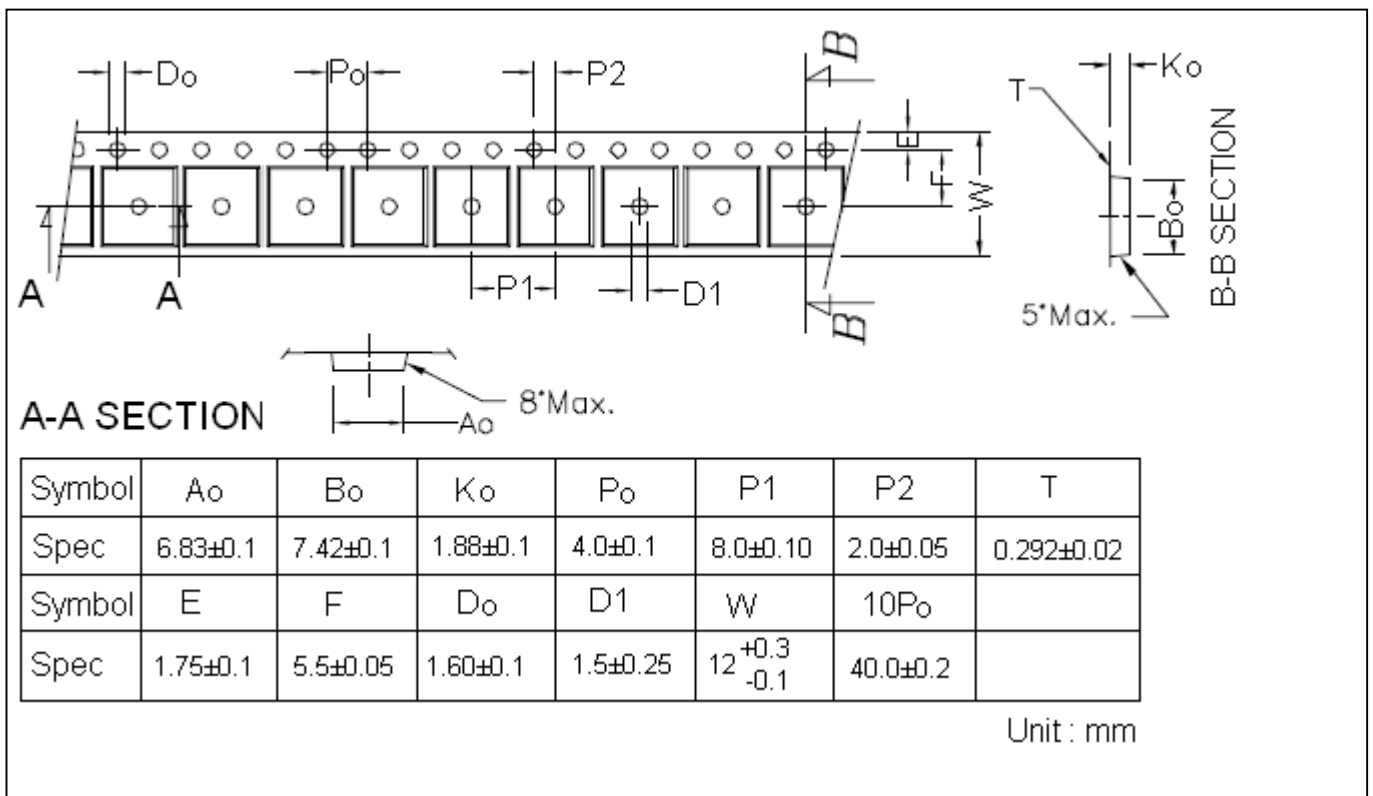 Do Po P2 B Ko
T
E
F
W
Bo
B-B SECTION
A A P1 D1 B 5°Max.
8°Max.
A-A SECTION Ao
Symbol Ao Bo Ko Po P1 P2 T
Spec 6.83±0.1 7.42±0.1 1.88±0.1 4.0±0.1 8.0±0.10 2.0±0.05 0.292±0.02
Symbol E F Do D1 W 10Po
Spec 1.75±0.1 5.5±0.05 1.60±0.1 1.5±0.25 12 +0.3 -0.1 40.0±0.2
Unit : mm